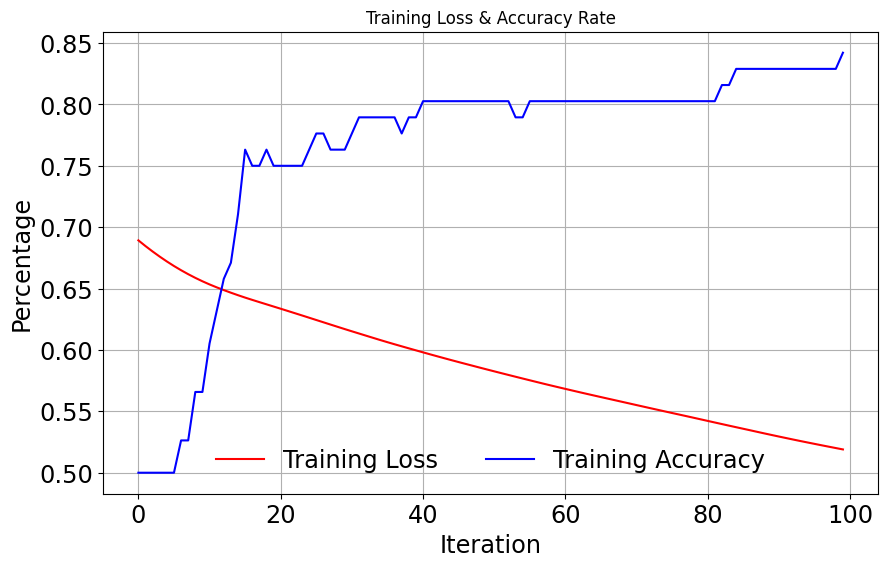 Training Loss & Accuracy Rate
0.85
0.80
0.75
0.70
0.65
0.60
0.55
0.50
Percentage
Training Loss
Training Accuracy
0 20 40 60 80 100
Iteration